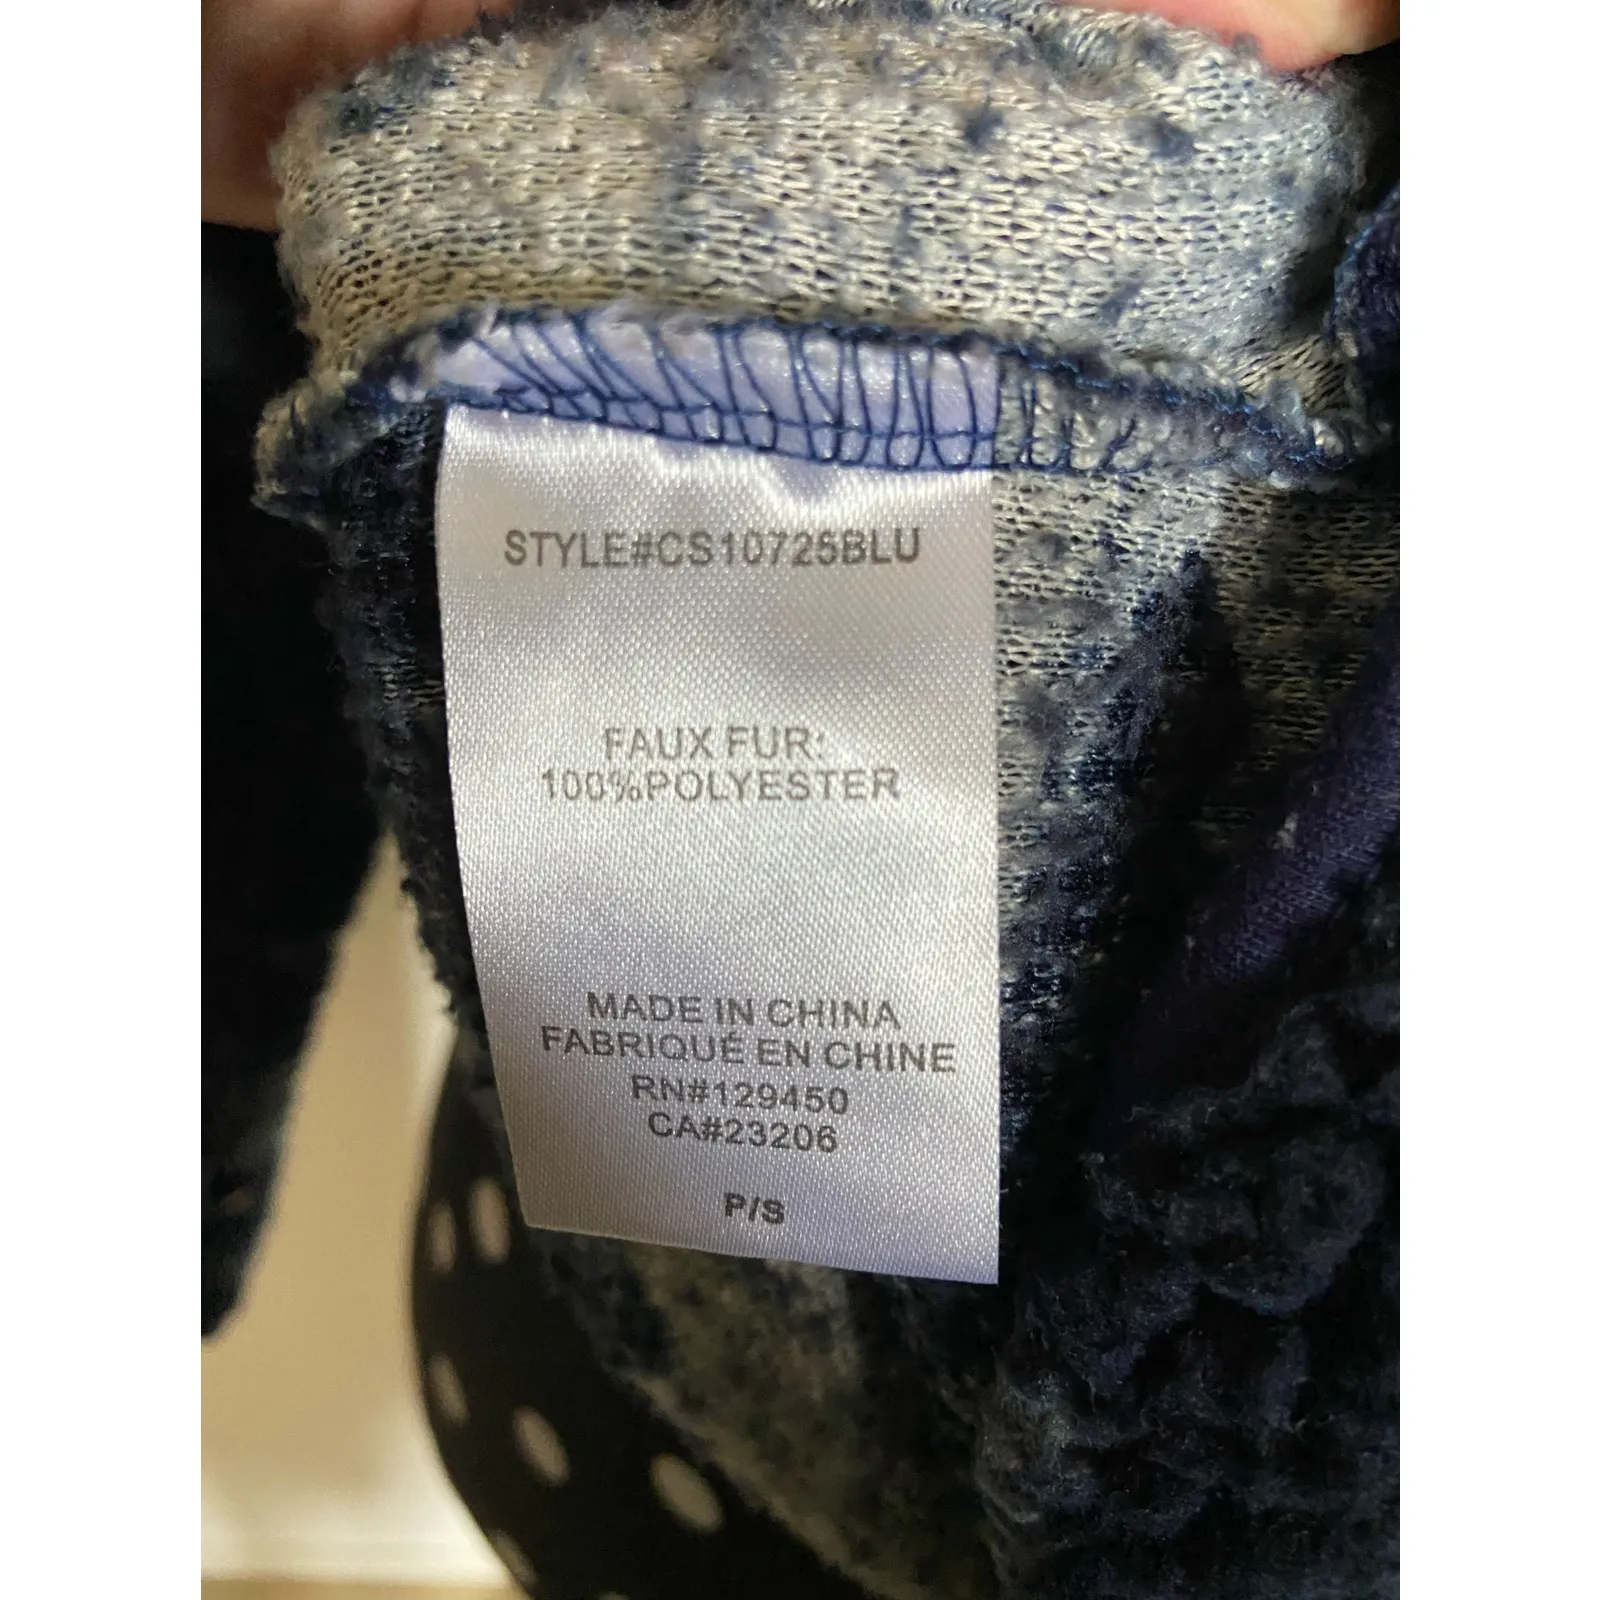 STYLE#CS10725BLU
FAUX FUR:
100%POLYESTER
MADE IN CHINA
FABRIQUÉ EN CHINE
RN#129450
CA#23206
P/S